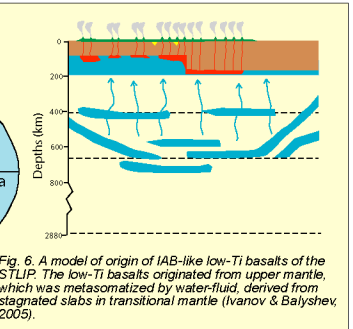 0
200
400
600
800
2880
Depths (km)
a
Fig. 6. A model of origin of IAB-like low-Ti basalts of the
STLIP. The low-Ti basalts originated from upper mantle,
which was metasomatized by water-fluid, derived from
stagnated slabs in transitional mantle (Ivanov & Balyshev,
2005).